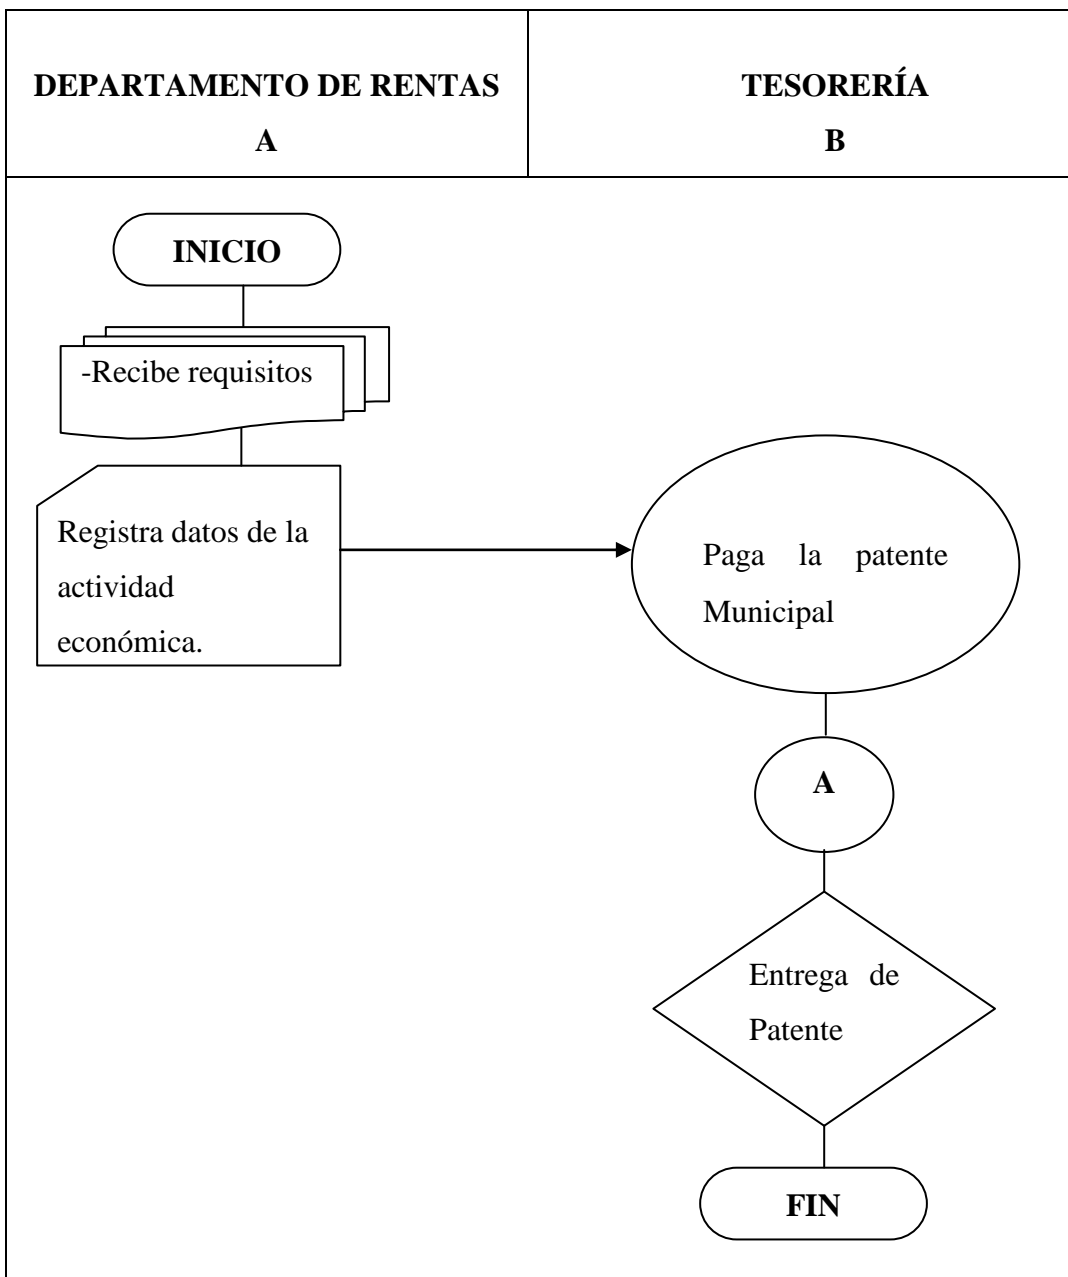 DEPARTAMENTO DE RENTAS
A
TESORERÍA
B
INICIO
-Recibe requisitos
Registra datos de la
actividad
económica.
Paga la patente
Municipal
A
Entrega de
Patente
FIN